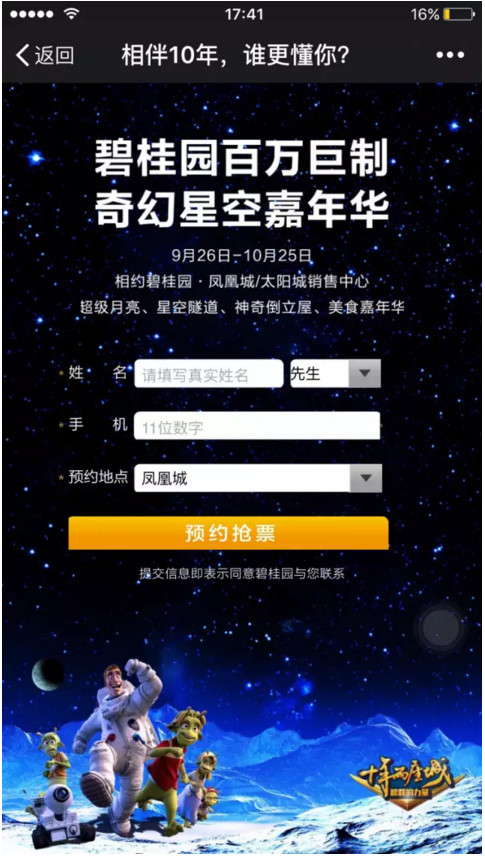 17:41
16%
返回
相伴10年，谁更懂你?
碧桂园百万巨制
奇幻星空嘉年华
9月26日-10月25日
相约碧桂园·凤凰城/太阳城销售中心
超级月亮、星空隧道、神奇倒立屋、美食嘉年华
* 姓 名 请填写真实姓名 先生
* 手 机 11位数字
* 预约地点 凤凰城
预约抢票
提交信息即表示同意碧桂园与您联系
十年两座城
榜样的力量